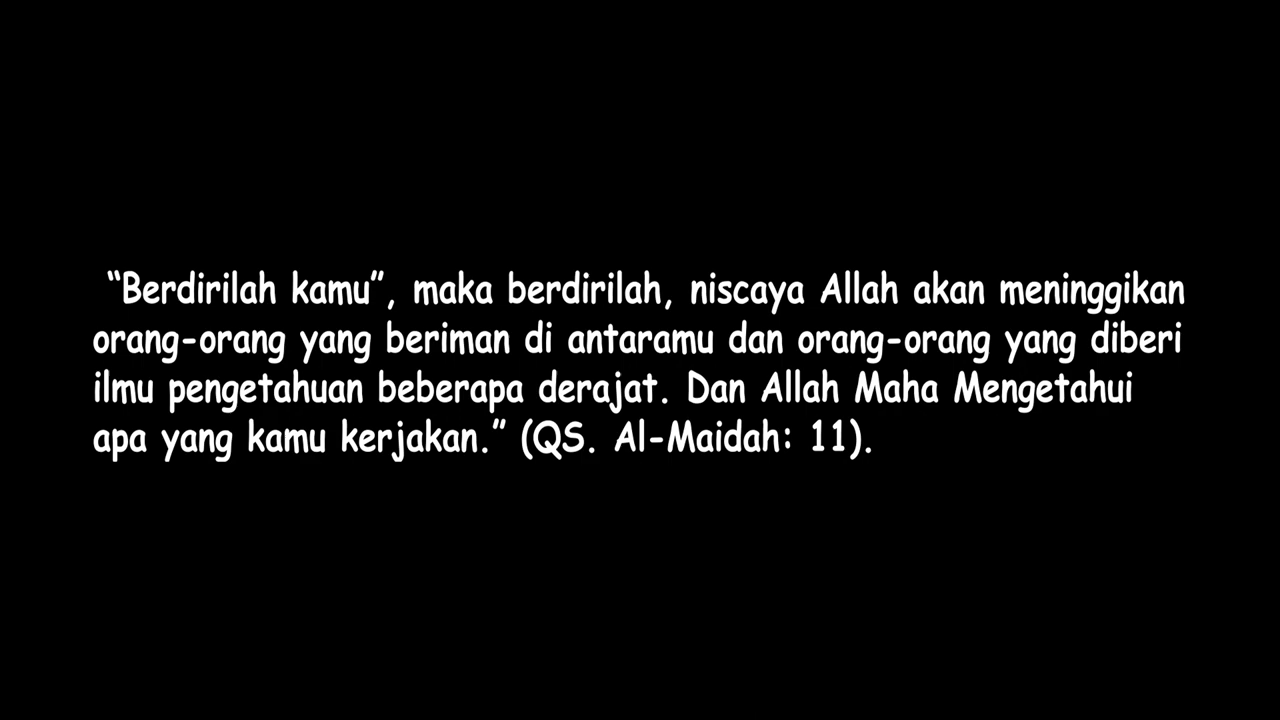 “Berdirilah kamu”, maka berdirilah, niscaya Allah akan meninggikan
orang-orang yang beriman di antaramu dan orang-orang yang diberi
ilmu pengetahuan beberapa derajat. Dan Allah Maha Mengetahui
apa yang kamu kerjakan.” (QS. Al-Maidah: 11).